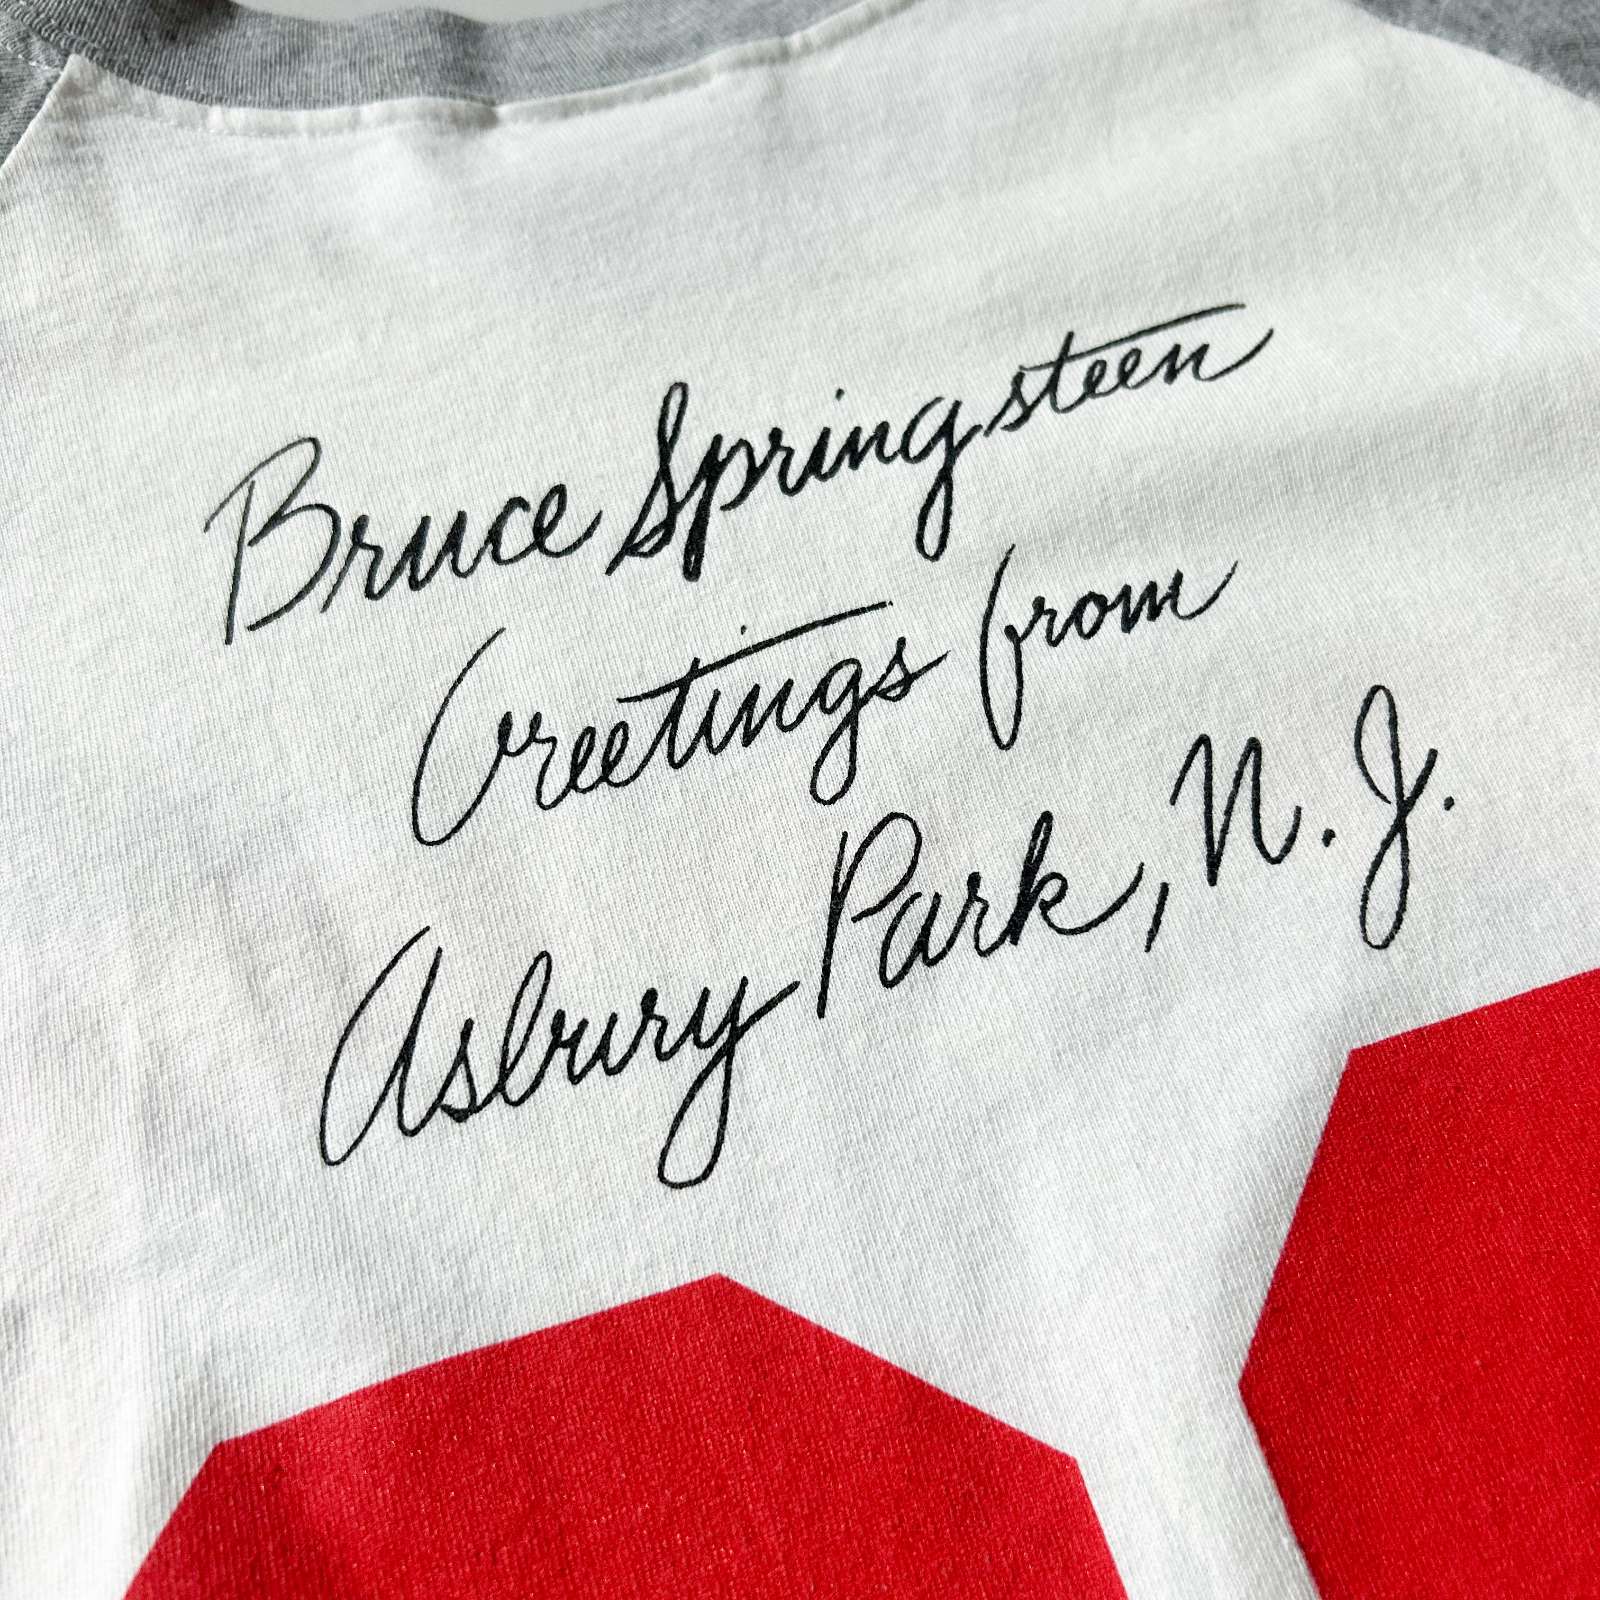 Bruce Springsteen
Greetings from
Asbury Park, N. J.